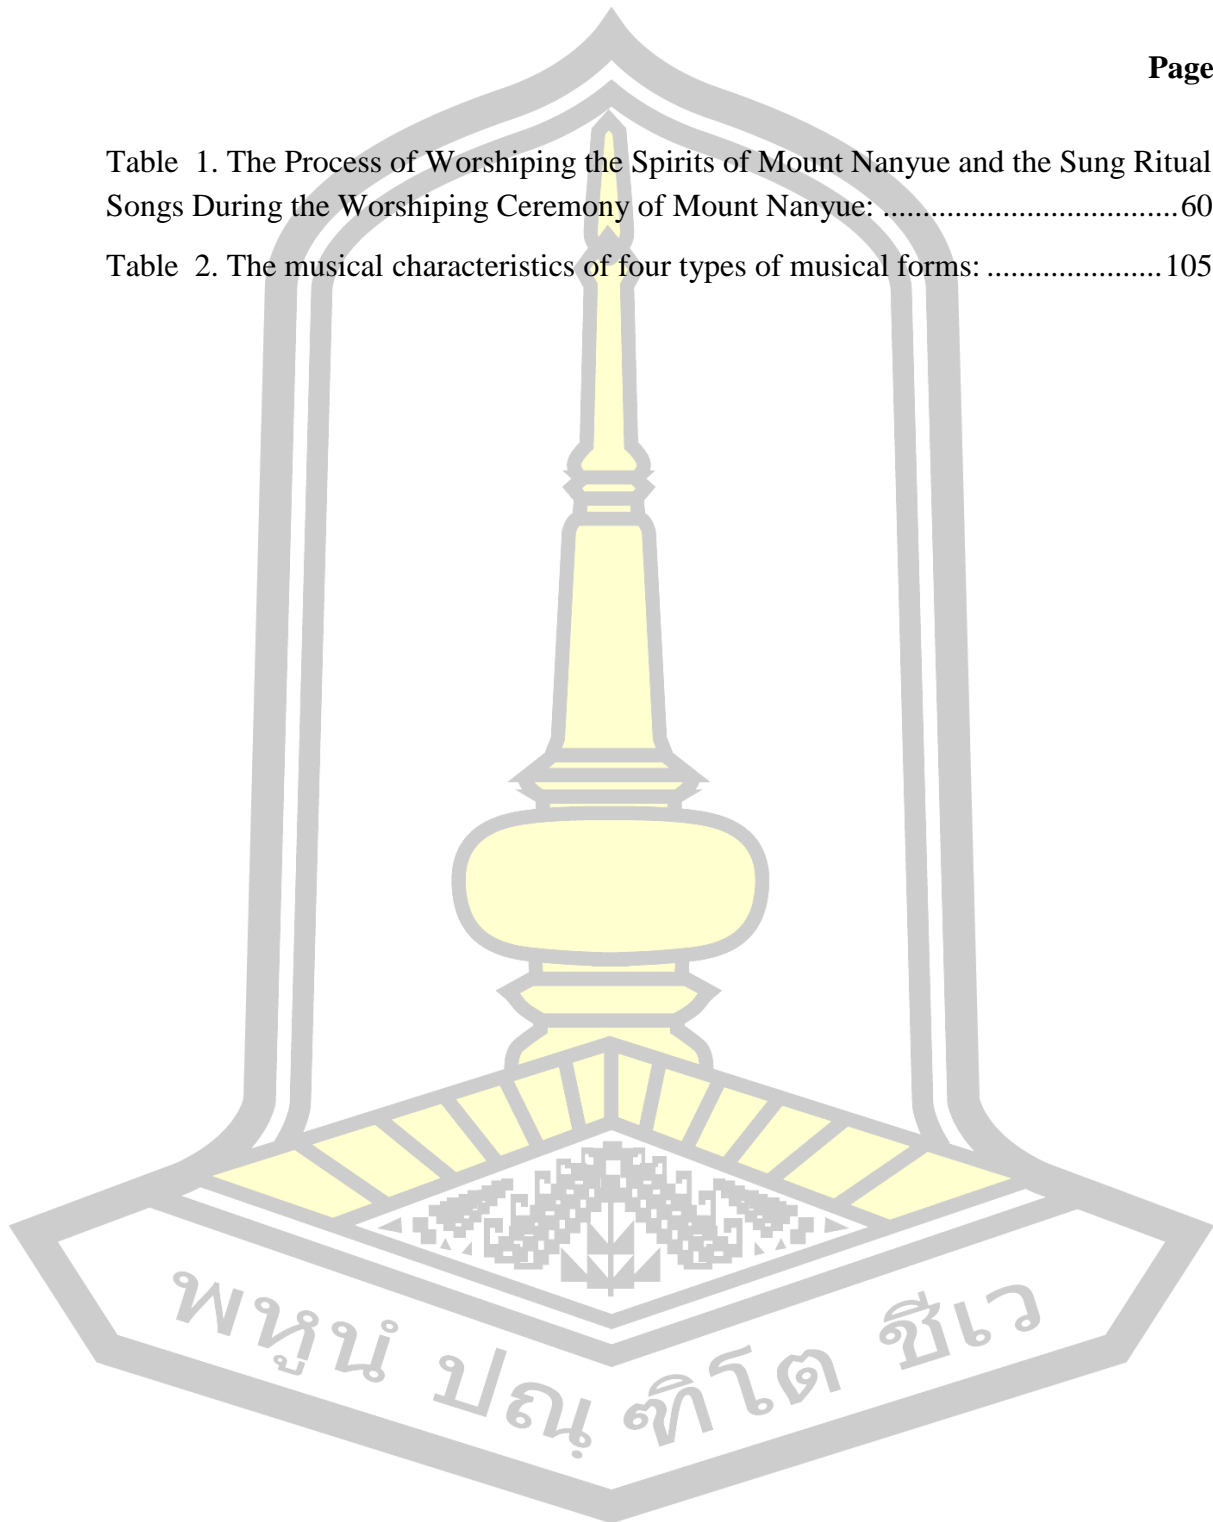 Page
Table  1. The Process of Worshiping the Spirits of Mount Nanyue and the Sung Ritual
Songs During the Worshiping Ceremony of Mount Nanyue: ..................................60
Table  2. The musical characteristics of four types of musical forms: ......................105
พหูนํ ปณฺ ฑิโต ชีเว